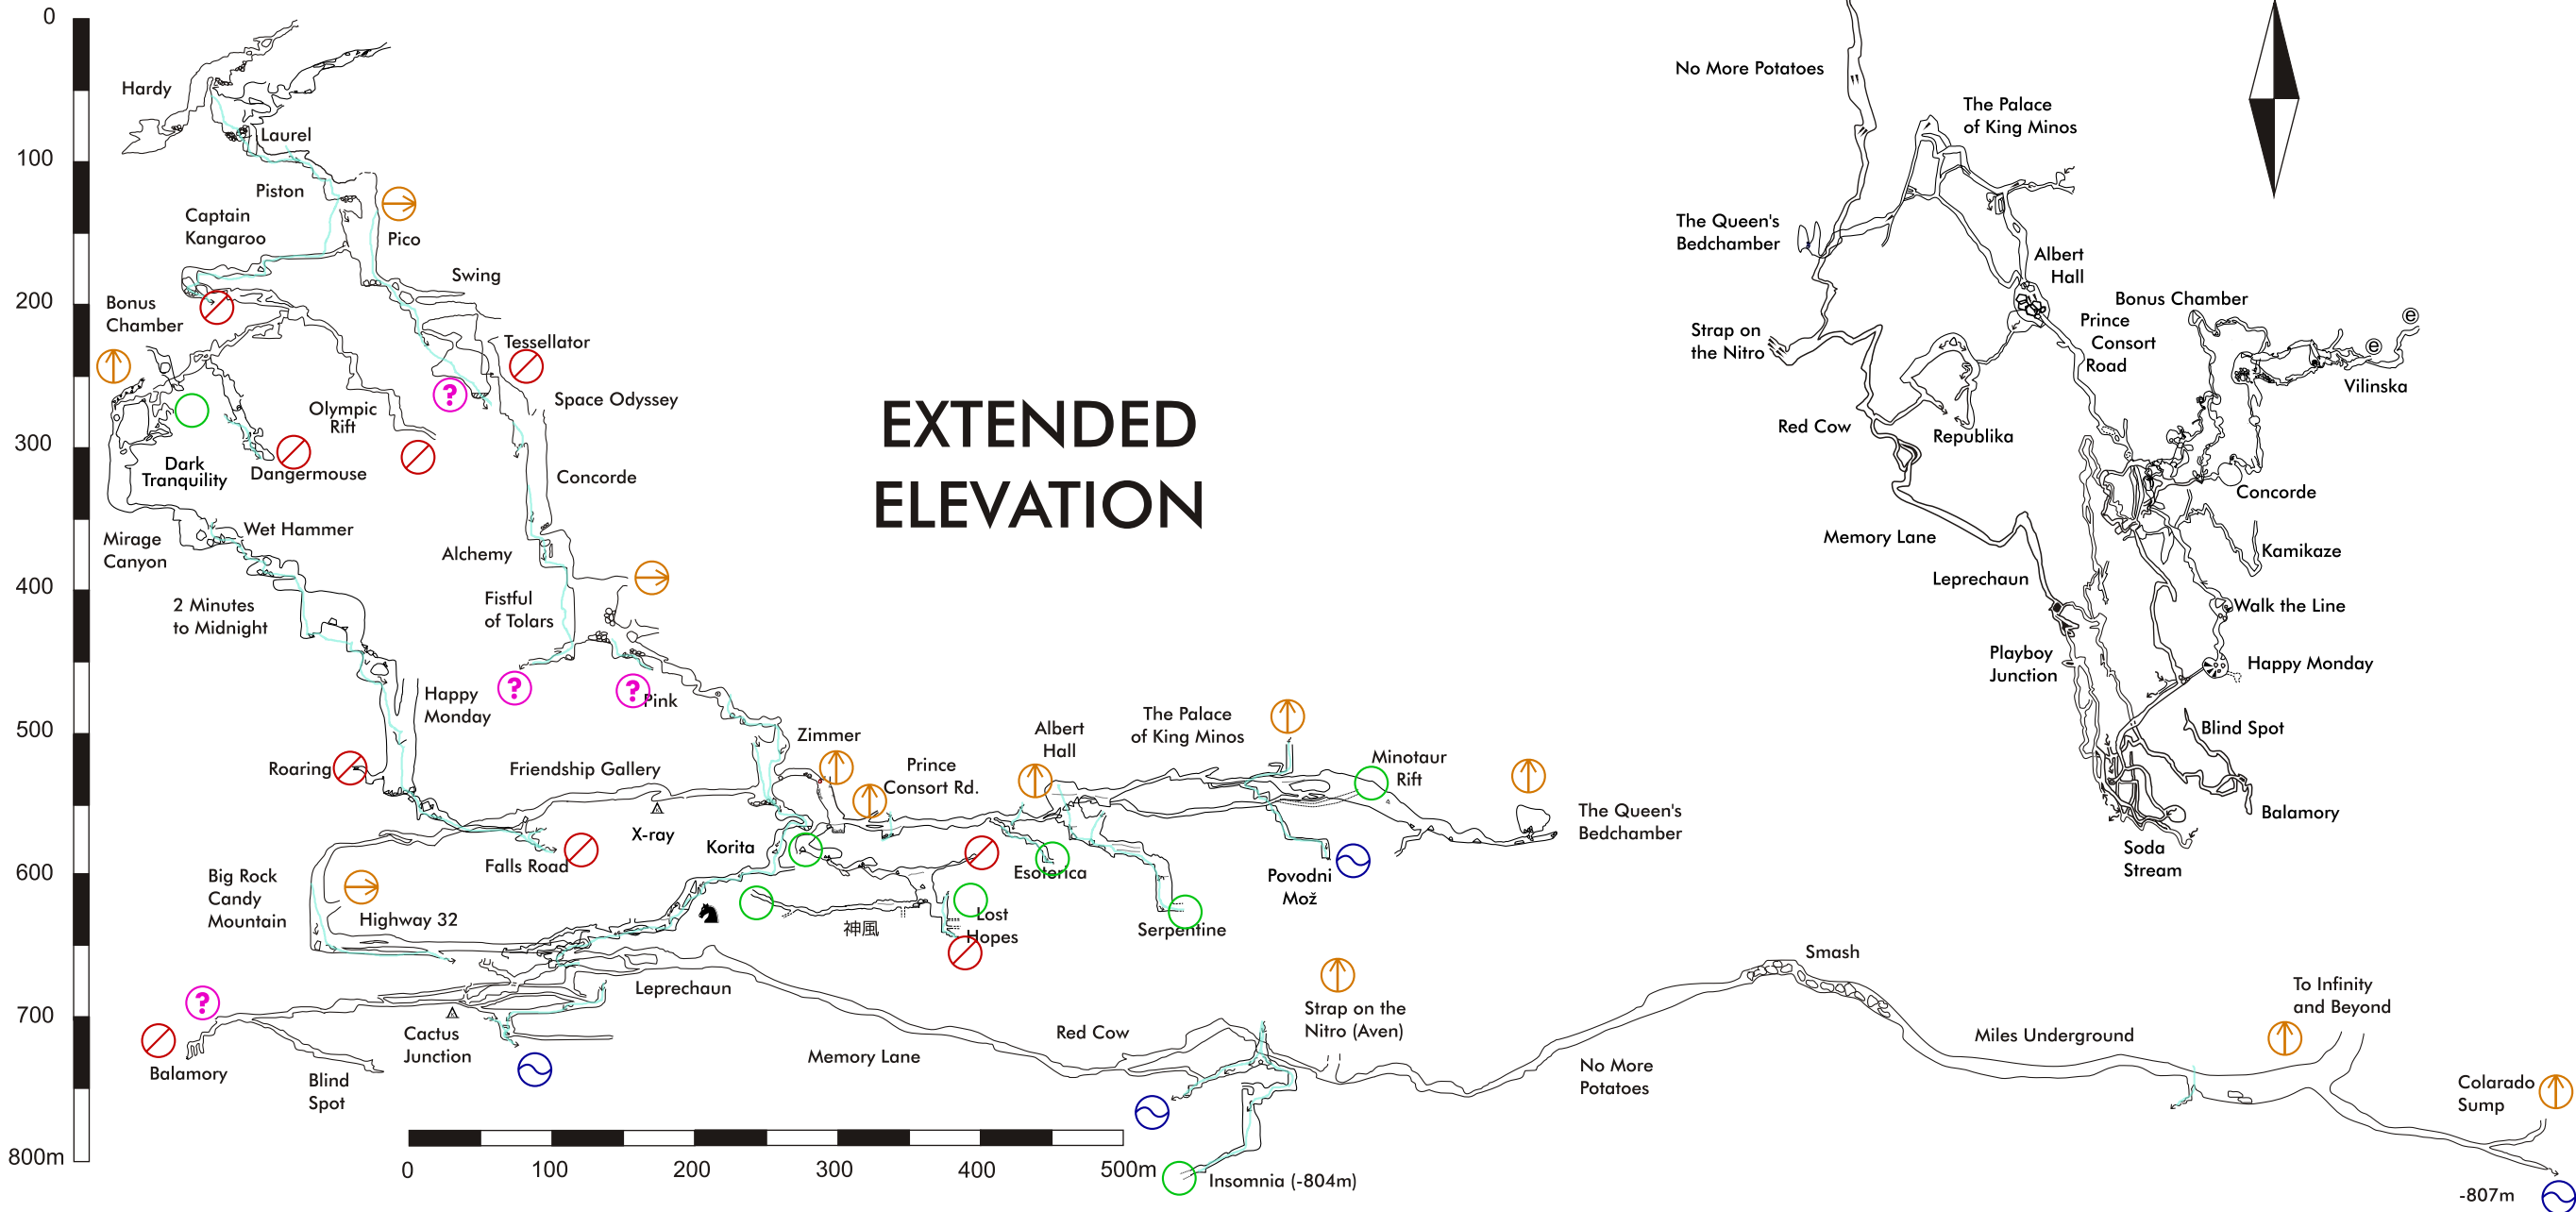 0
100
200
300
400
500
600
700
800m
Hardy
Laurel
Piston
Captain
Kangaroo
Pico
Swing
Bonus
Chamber
Tessellator
Space Odyssey
Olympic
Rift
Dark
Tranquility
Dangermouse
Concorde
Mirage
Canyon
Wet Hammer
Alchemy
2 Minutes
to Midnight
Fistful
of Tolars
Happy
Monday
Pink
Roaring
Friendship Gallery
X-ray
Zimmer
Prince
Consort Rd.
Albert
Hall
The Palace
of King Minos
Minotaur
Rift
The Queen's
Bedchamber
Falls Road
Korita
Esoterica
Povodni
Mož
Big Rock
Candy
Mountain
Highway 32
神風
Lost
Hopes
Serpentine
Leprechaun
Cactus
Junction
Balamory
Blind
Spot
Memory Lane
Red Cow
Strap on the
Nitro (Aven)
No More
Potatoes
Smash
Miles Underground
To Infinity
and Beyond
Colarado
Sump
-807m
Insomnia (-804m)
0
100
200
300
400
500m
EXTENDED
ELEVATION
No More Potatoes
The Palace
of King Minos
The Queen's
Bedchamber
Albert
Hall
Strap on
the Nitro
Bonus Chamber
Prince
Consort
Road
e
e
Vilinska
Red Cow
Republika
Concorde
Memory Lane
Kamikaze
Leprechaun
Walk the Line
Playboy
Junction
Happy Monday
Blind Spot
Balamory
Soda
Stream
?
?
?
?